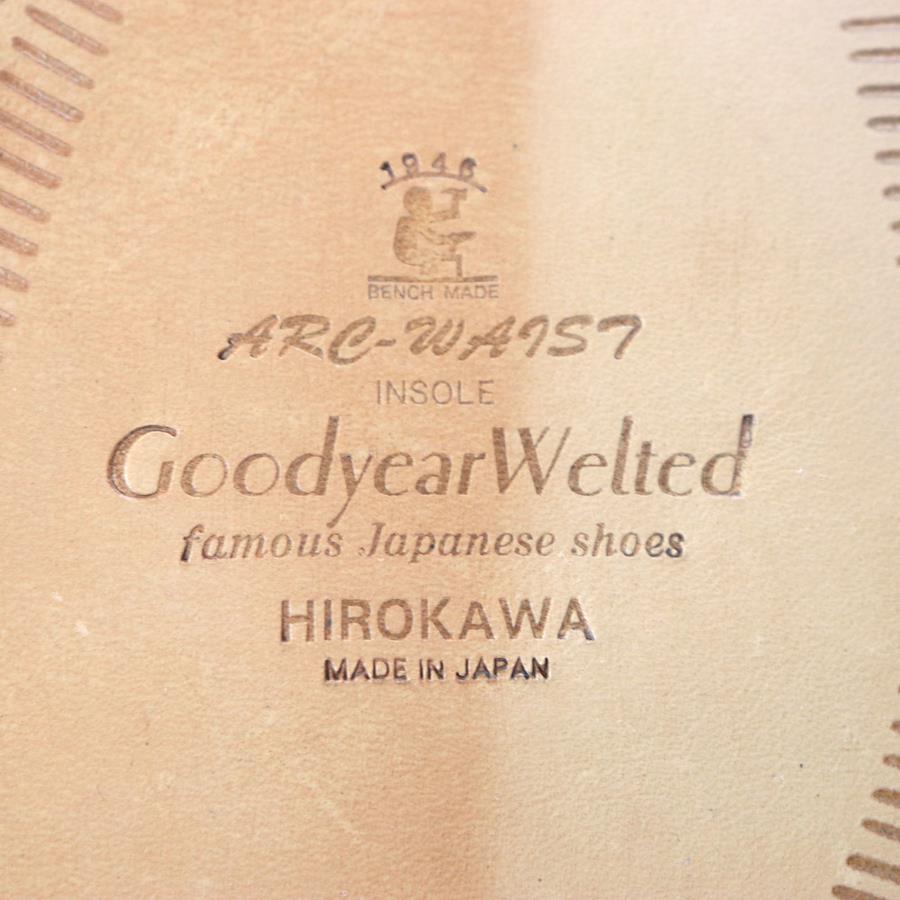 1946
BENCH MADE
ARC-WAIST
INSOLE
GoodyearWelted
famous Japanese shoes
HIROKAWA
MADE IN JAPAN